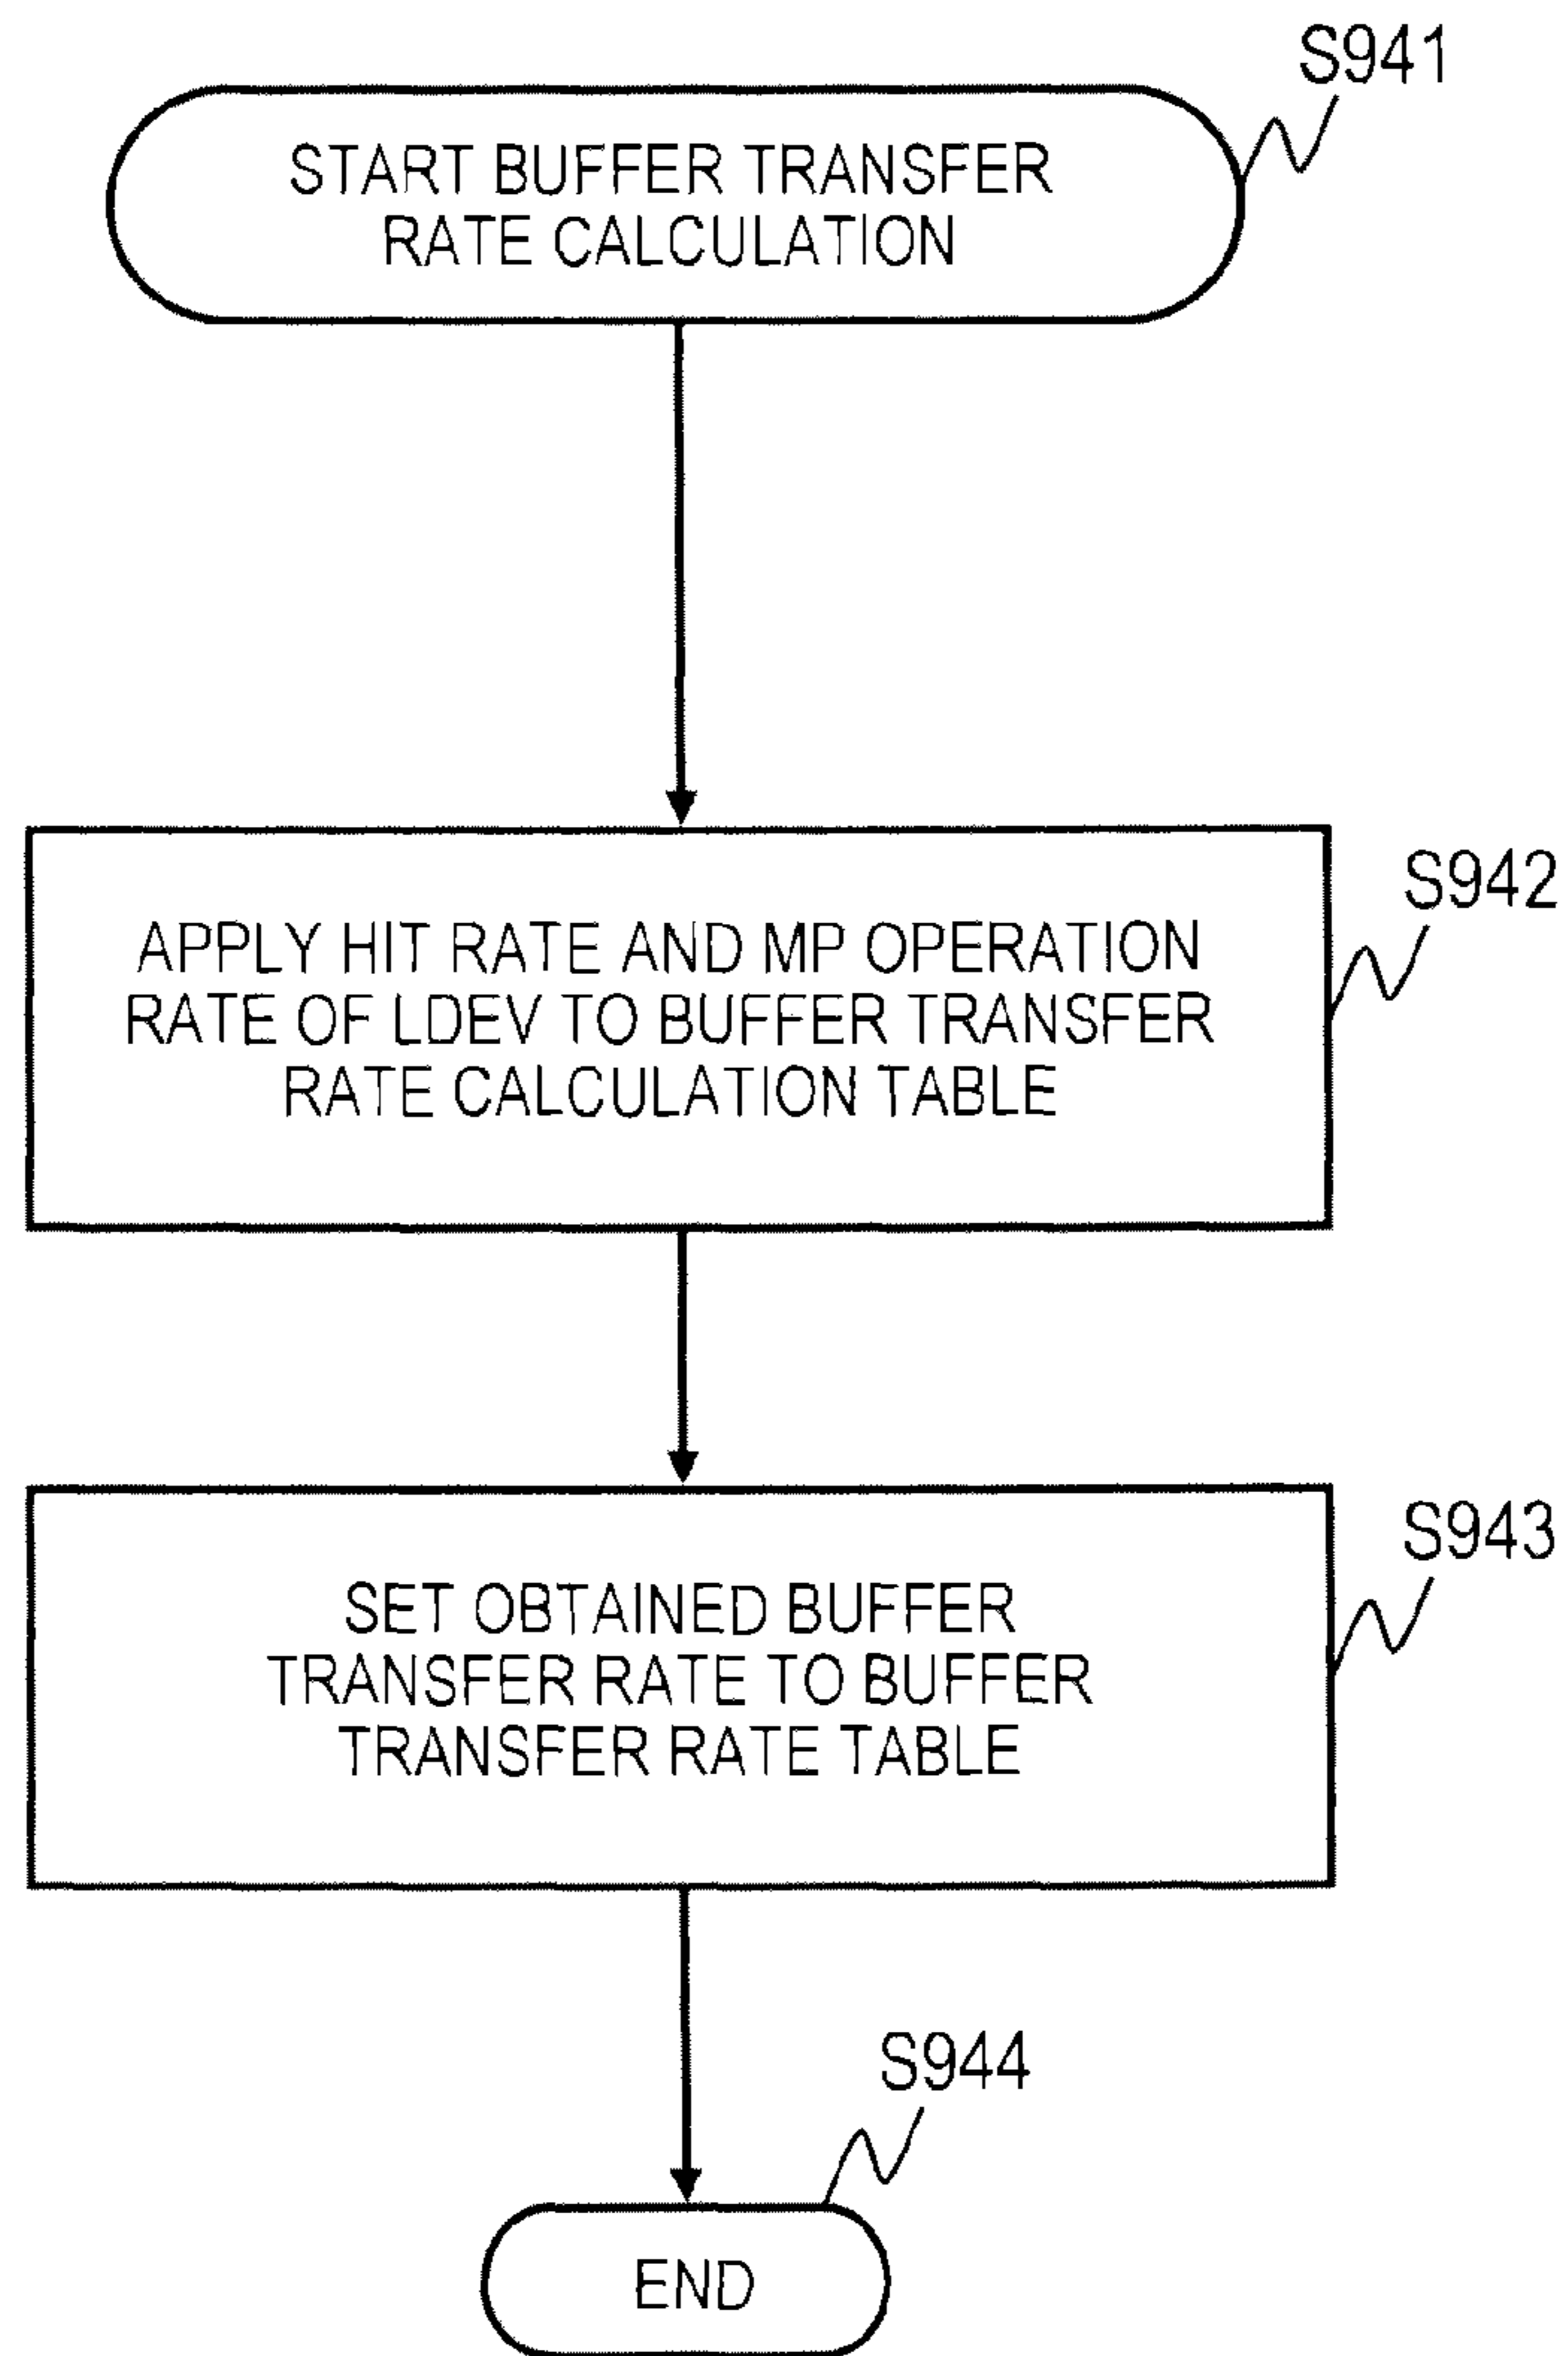 S941
START BUFFER TRANSFER
RATE CALCULATION
S942
APPLY HIT RATE AND MP OPERATION
RATE OF LDEV TO BUFFER TRANSFER
RATE CALCULATION TABLE
S943
SET OBTAINED BUFFER
TRANSFER RATE TO BUFFER
TRANSFER RATE TABLE
S944
END